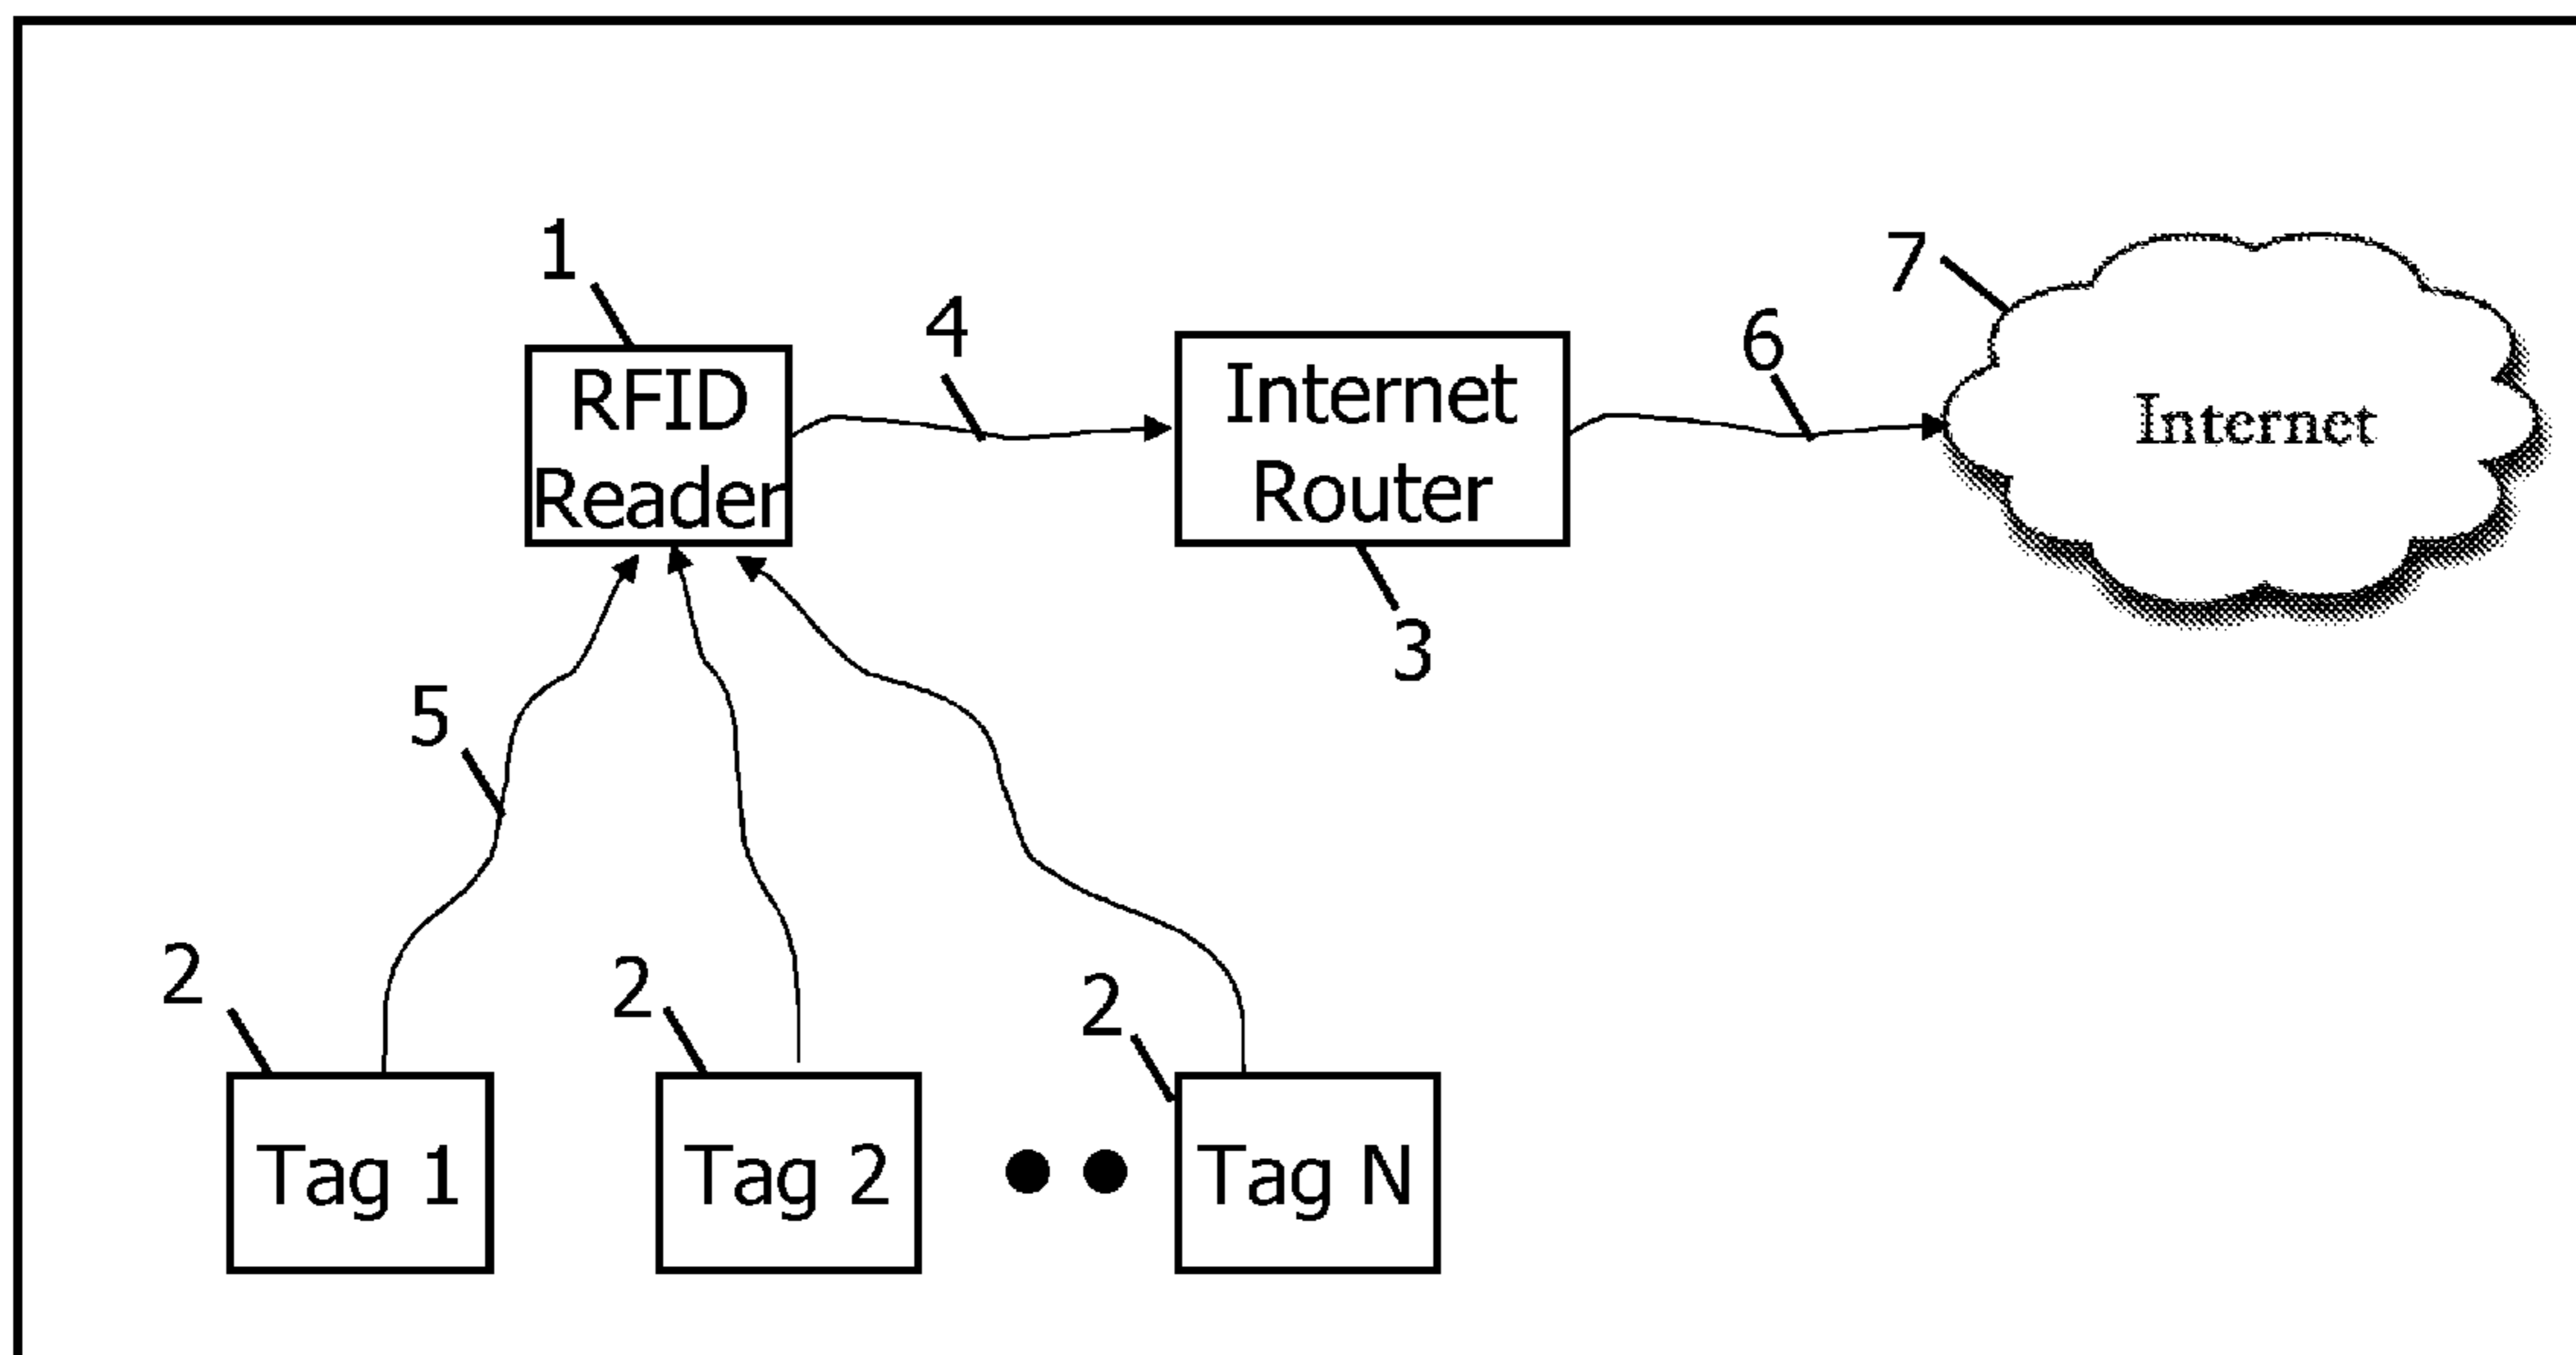 1
7
4
6
RFID
Reader
Internet
Router
Internet
3
5
2
2
2
Tag 1
Tag 2
Tag N